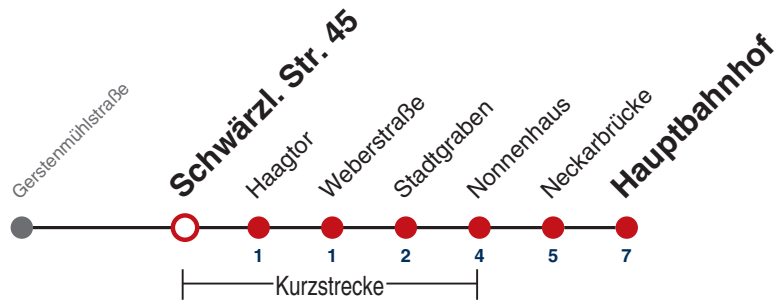 Gerstenmühlstraße
Schwärzl. Str. 45
Haagtor
Weberstraße
Stadtgraben
Nonnenhaus
Neckarbrücke
Hauptbahnhof
1 1 2 4 5 7
Kurzstrecke